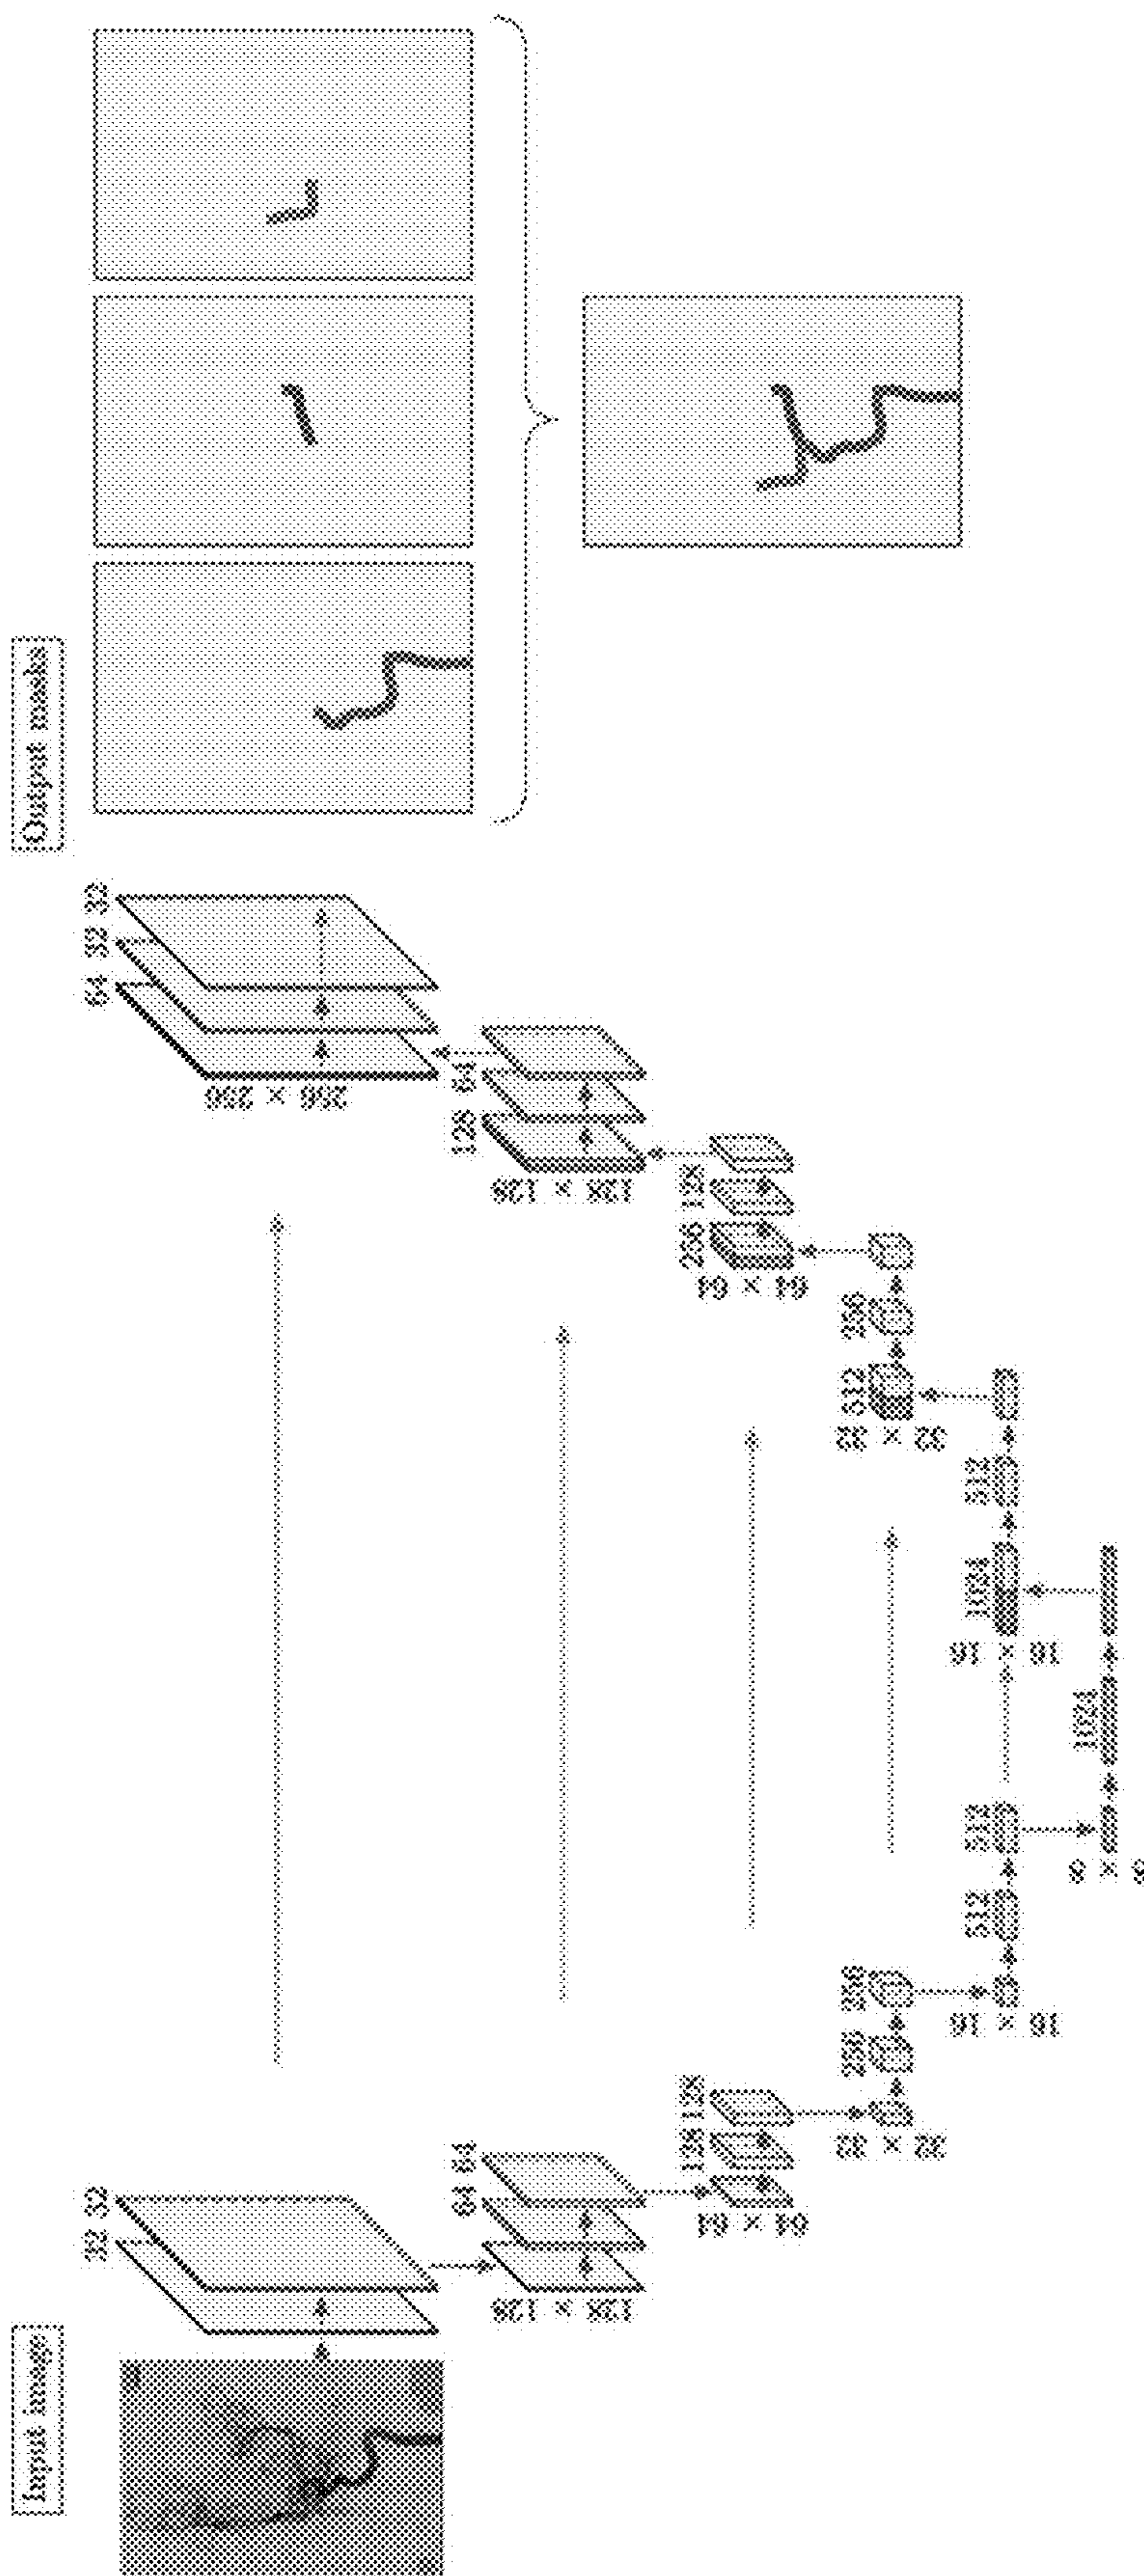 Input image
Output masks
32 32
64 32 32
256 × 256
64 64
128 64
128 × 128
128 × 128
128 128
256 128
64 × 64
64 × 64
256 256
512 256
32 × 32
32 × 32
512 512
1024 512
16 × 16
16 × 16
1024
8 × 8